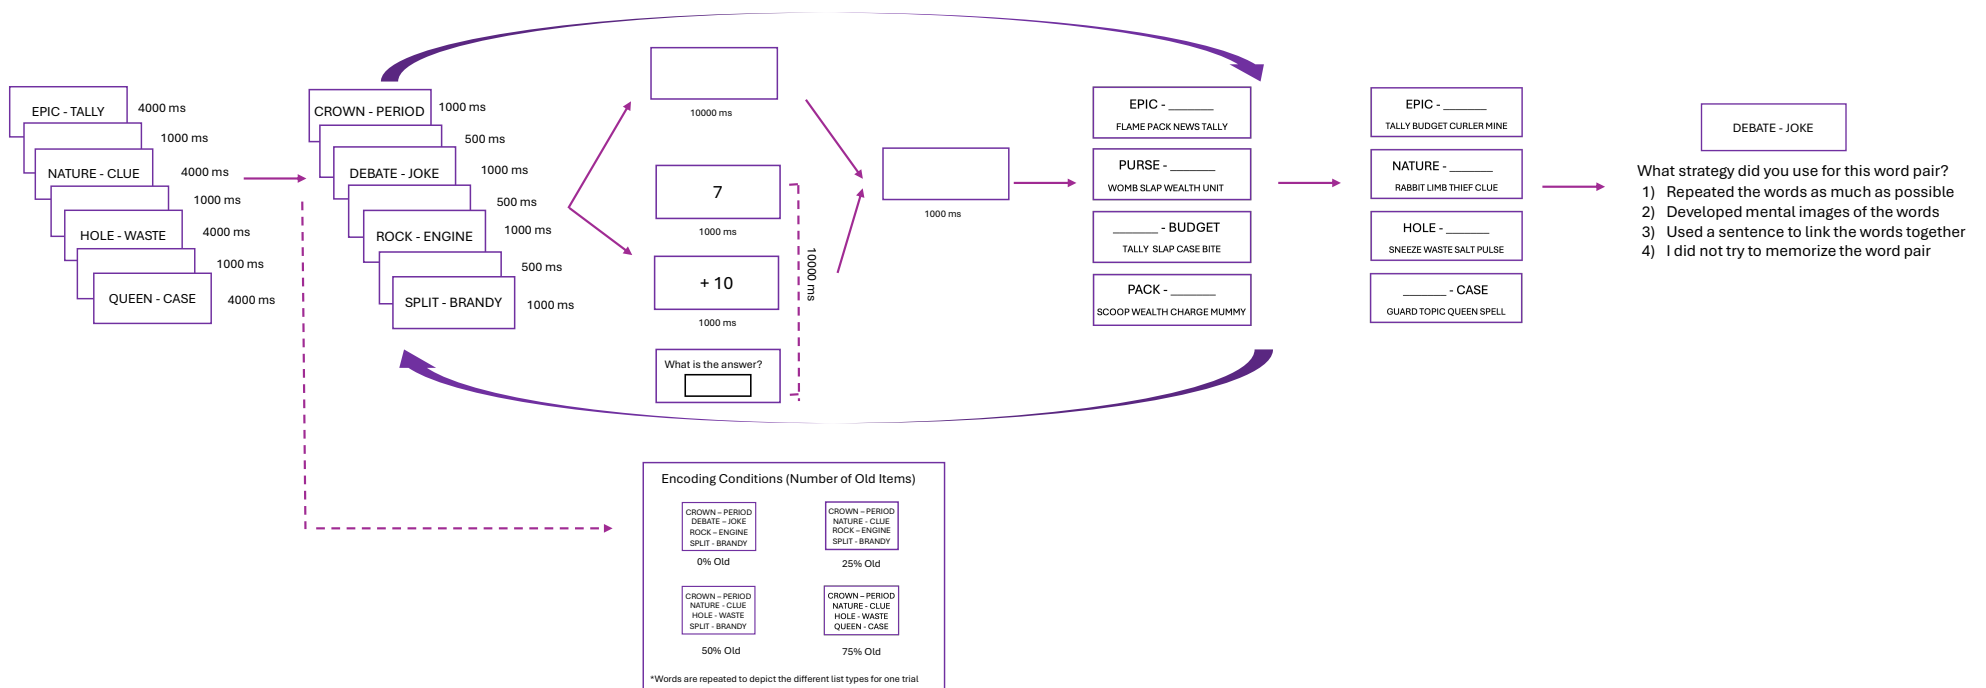 EPIC - TALLY
4000 ms
1000 ms
NATURE - CLUE
4000 ms
1000 ms
HOLE - WASTE
4000 ms
1000 ms
QUEEN - CASE
4000 ms
CROWN - PERIOD
1000 ms
500 ms
DEBATE - JOKE
1000 ms
500 ms
ROCK - ENGINE
1000 ms
500 ms
SPLIT - BRANDY
1000 ms
10000 ms
7
1000 ms
+ 10
1000 ms
What is the answer?
10000 ms
1000 ms
EPIC - _______
FLAME PACK NEWS TALLY
PURSE - _______
WOMB SLAP WEALTH UNIT
_______ - BUDGET
TALLY SLAP CASE BITE
PACK - _______
SCOOP WEALTH CHARGE MUMMY
EPIC - _______
TALLY BUDGET CURLER MINE
NATURE - _______
RABBIT LIMB THIEF CLUE
HOLE - _______
SNEEZE WASTE SALT PULSE
_______ - CASE
GUARD TOPIC QUEEN SPELL
DEBATE - JOKE
What strategy did you use for this word pair?
1) Repeated the words as much as possible
2) Developed mental images of the words
3) Used a sentence to link the words together
4) I did not try to memorize the word pair
Encoding Conditions (Number of Old Items)
CROWN – PERIOD
DEBATE – JOKE
ROCK – ENGINE
SPLIT - BRANDY
0% Old
CROWN – PERIOD
NATURE - CLUE
ROCK – ENGINE
SPLIT - BRANDY
25% Old
CROWN – PERIOD
NATURE - CLUE
HOLE - WASTE
SPLIT - BRANDY
50% Old
CROWN – PERIOD
NATURE - CLUE
HOLE - WASTE
QUEEN - CASE
75% Old
*Words are repeated to depict the different list types for one trial